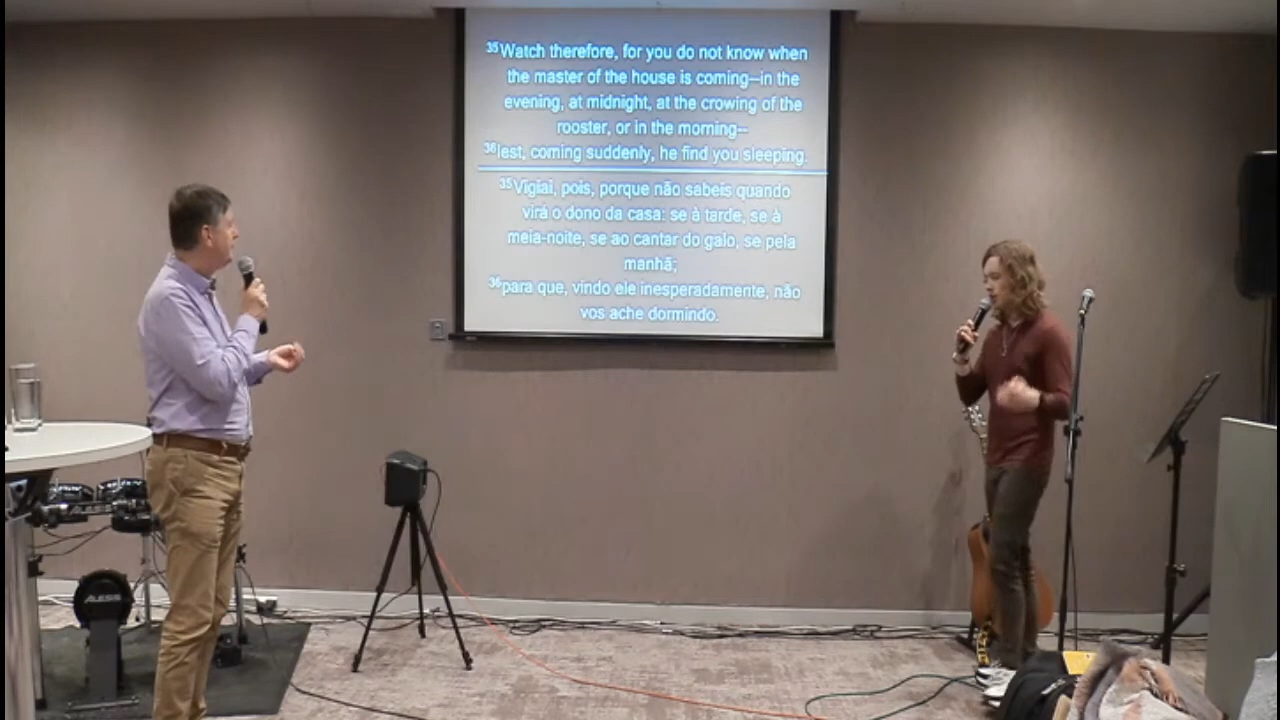 ³⁵Watch therefore, for you do not know when
the master of the house is coming--in the
evening, at midnight, at the crowing of the
rooster, or in the morning--
³⁶lest, coming suddenly, he find you sleeping.
³⁵Vigiai, pois, porque não sabeis quando
virá o dono da casa: se à tarde, se à
meia-noite, se ao cantar do galo, se pela
manhã;
³⁶para que, vindo ele inesperadamente, não
vos ache dormindo.
ALESIS